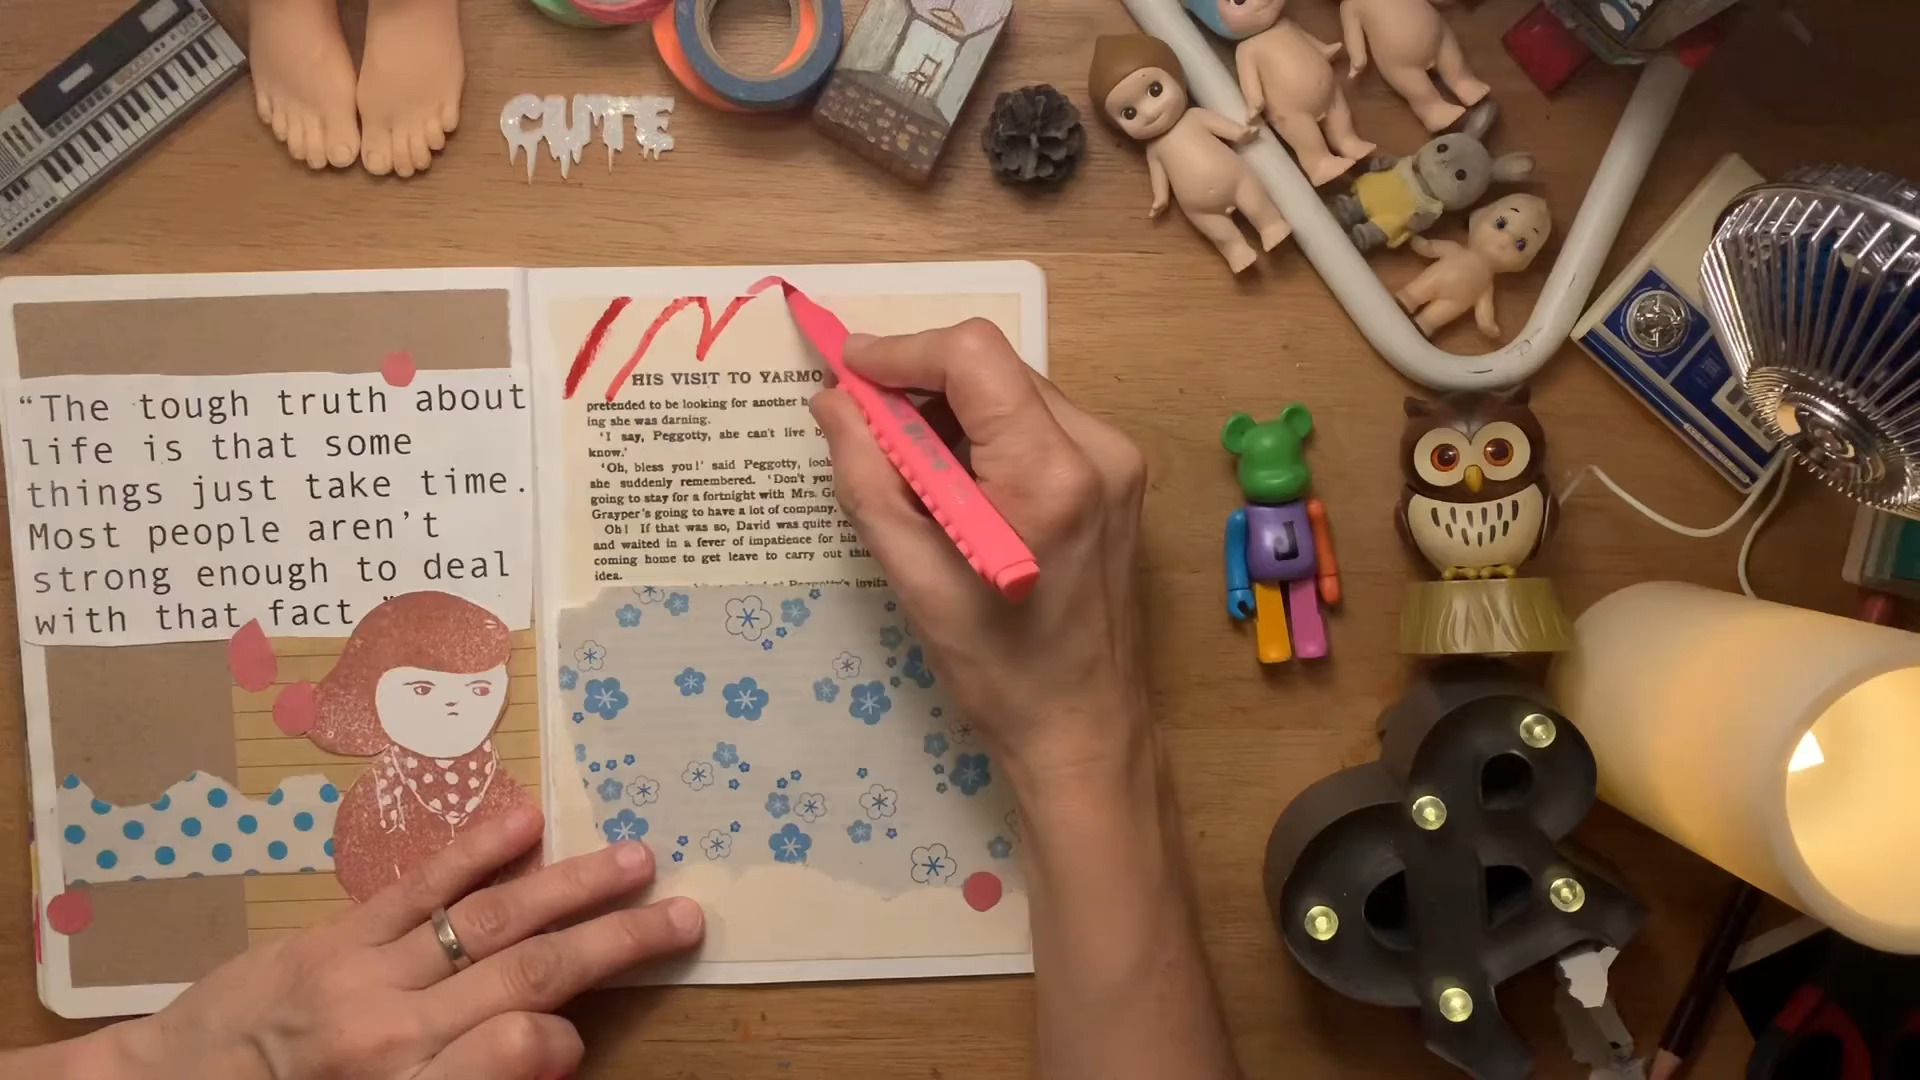 CUTE
“The tough truth about
life is that some
things just take time.
Most people aren’t
strong enough to deal
with that fact ”
HIS VISIT TO YARMO
pretended to be looking for another
ing she was darning.
‘I say, Peggotty, she can't live
know.’
‘Oh, bless you!’ said Peggotty,
she suddenly remembered. ‘Don't you
going to stay for a fortnight with Mrs.
Grayper's going to have a lot of company.
Oh! If that was so, David was quite
and waited in a fever of impatience for his
coming home to get leave to carry out this
idea.
J